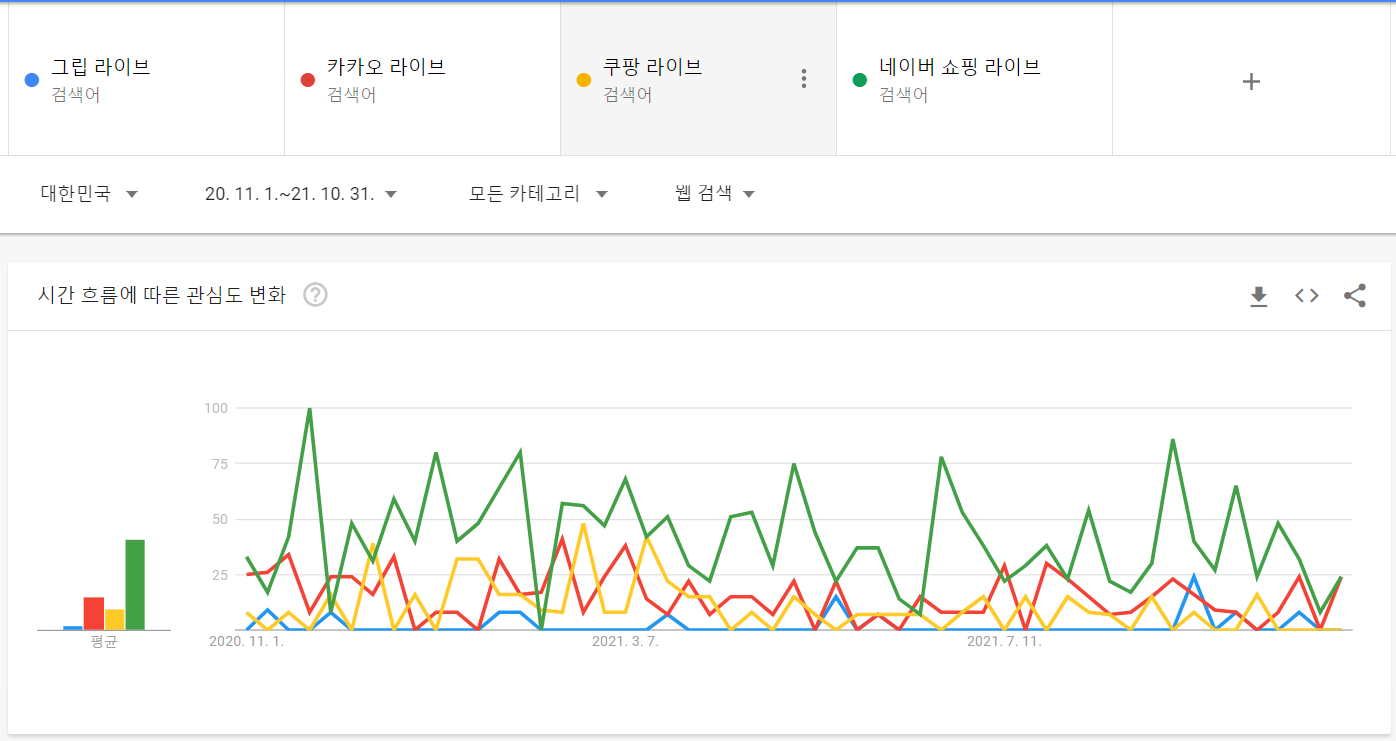 그립 라이브
검색어
카카오 라이브
검색어
쿠팡 라이브
검색어
네이버 쇼핑 라이브
검색어
+
대한민국
20. 11. 1.~21. 10. 31.
모든 카테고리
웹 검색
시간 흐름에 따른 관심도 변화
?
100
75
50
25
평균
2020. 11. 1.
2021. 3. 7.
2021. 7. 11.